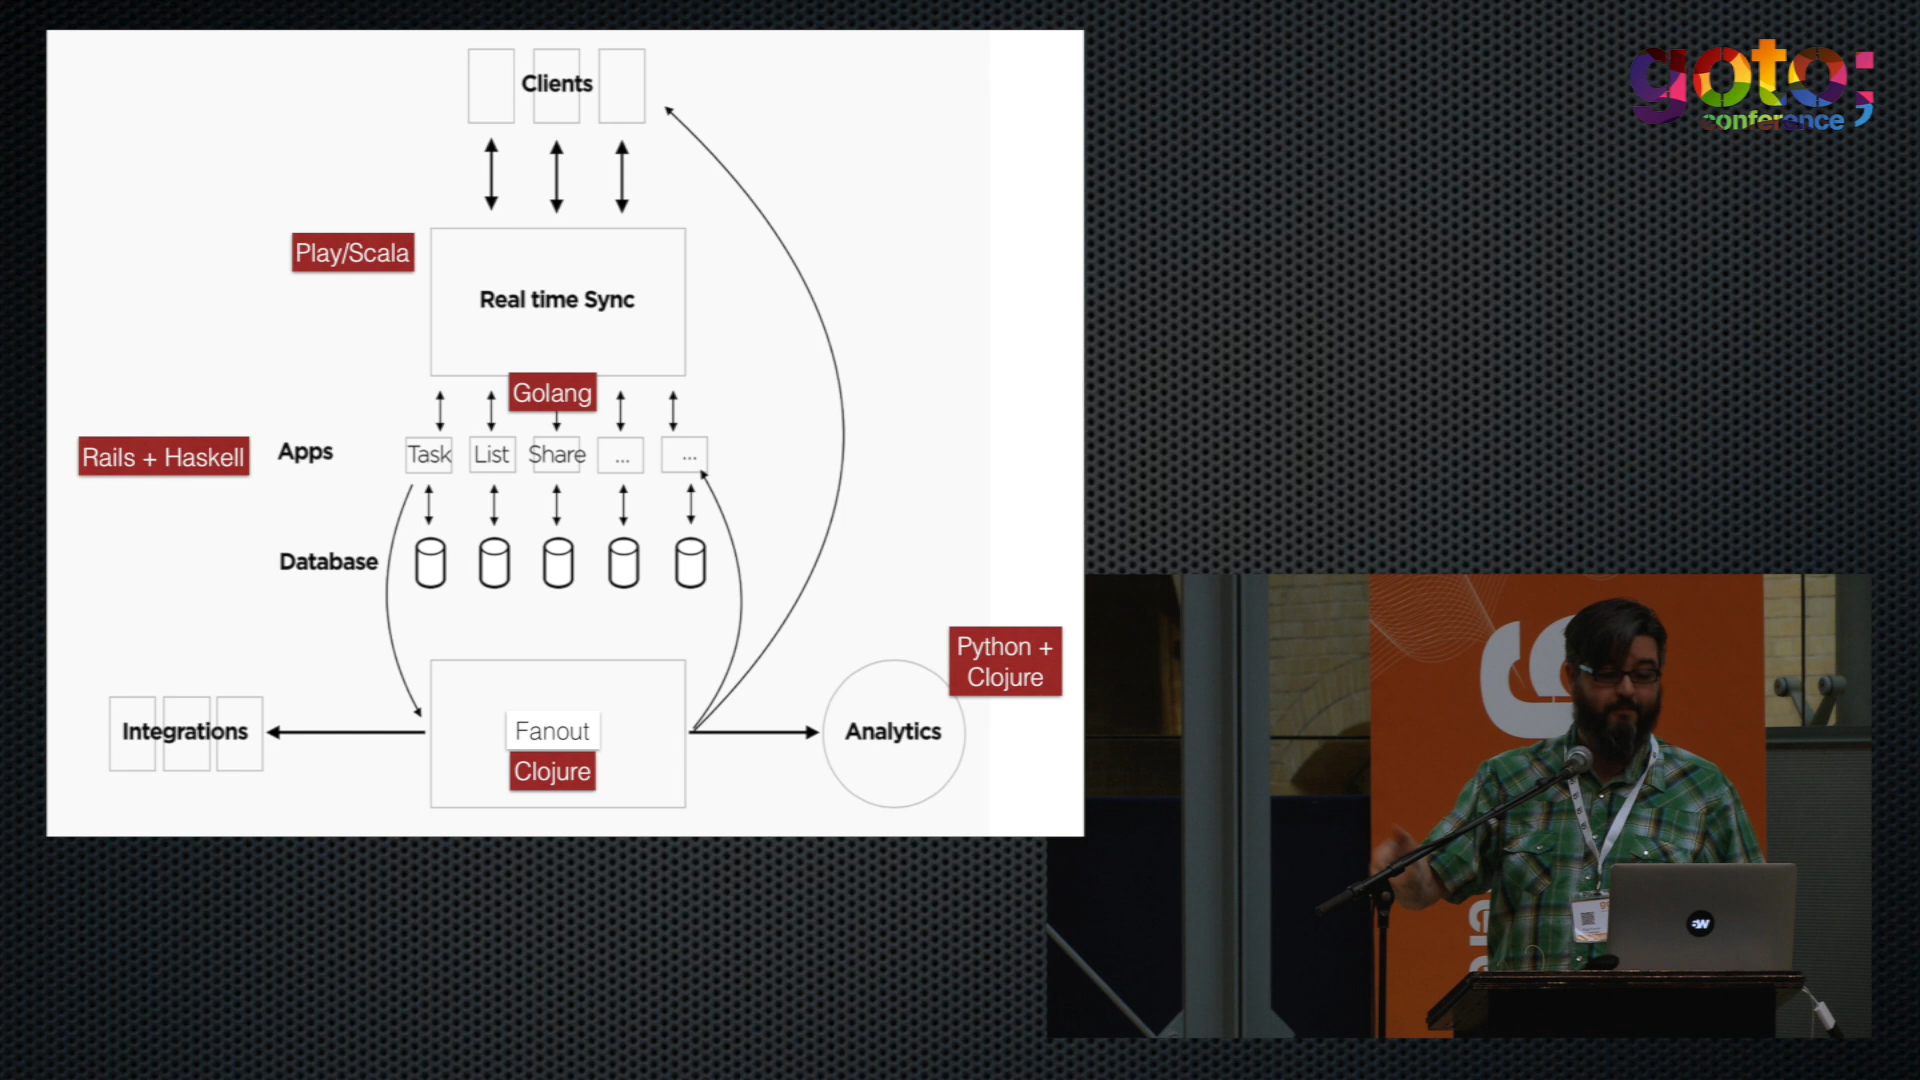 goto;
conference
Clients
Play/Scala
Real time Sync
Golang
Rails + Haskell
Apps
Task
List
Share
...
...
Database
Python +
Clojure
Integrations
Fanout
Clojure
Analytics